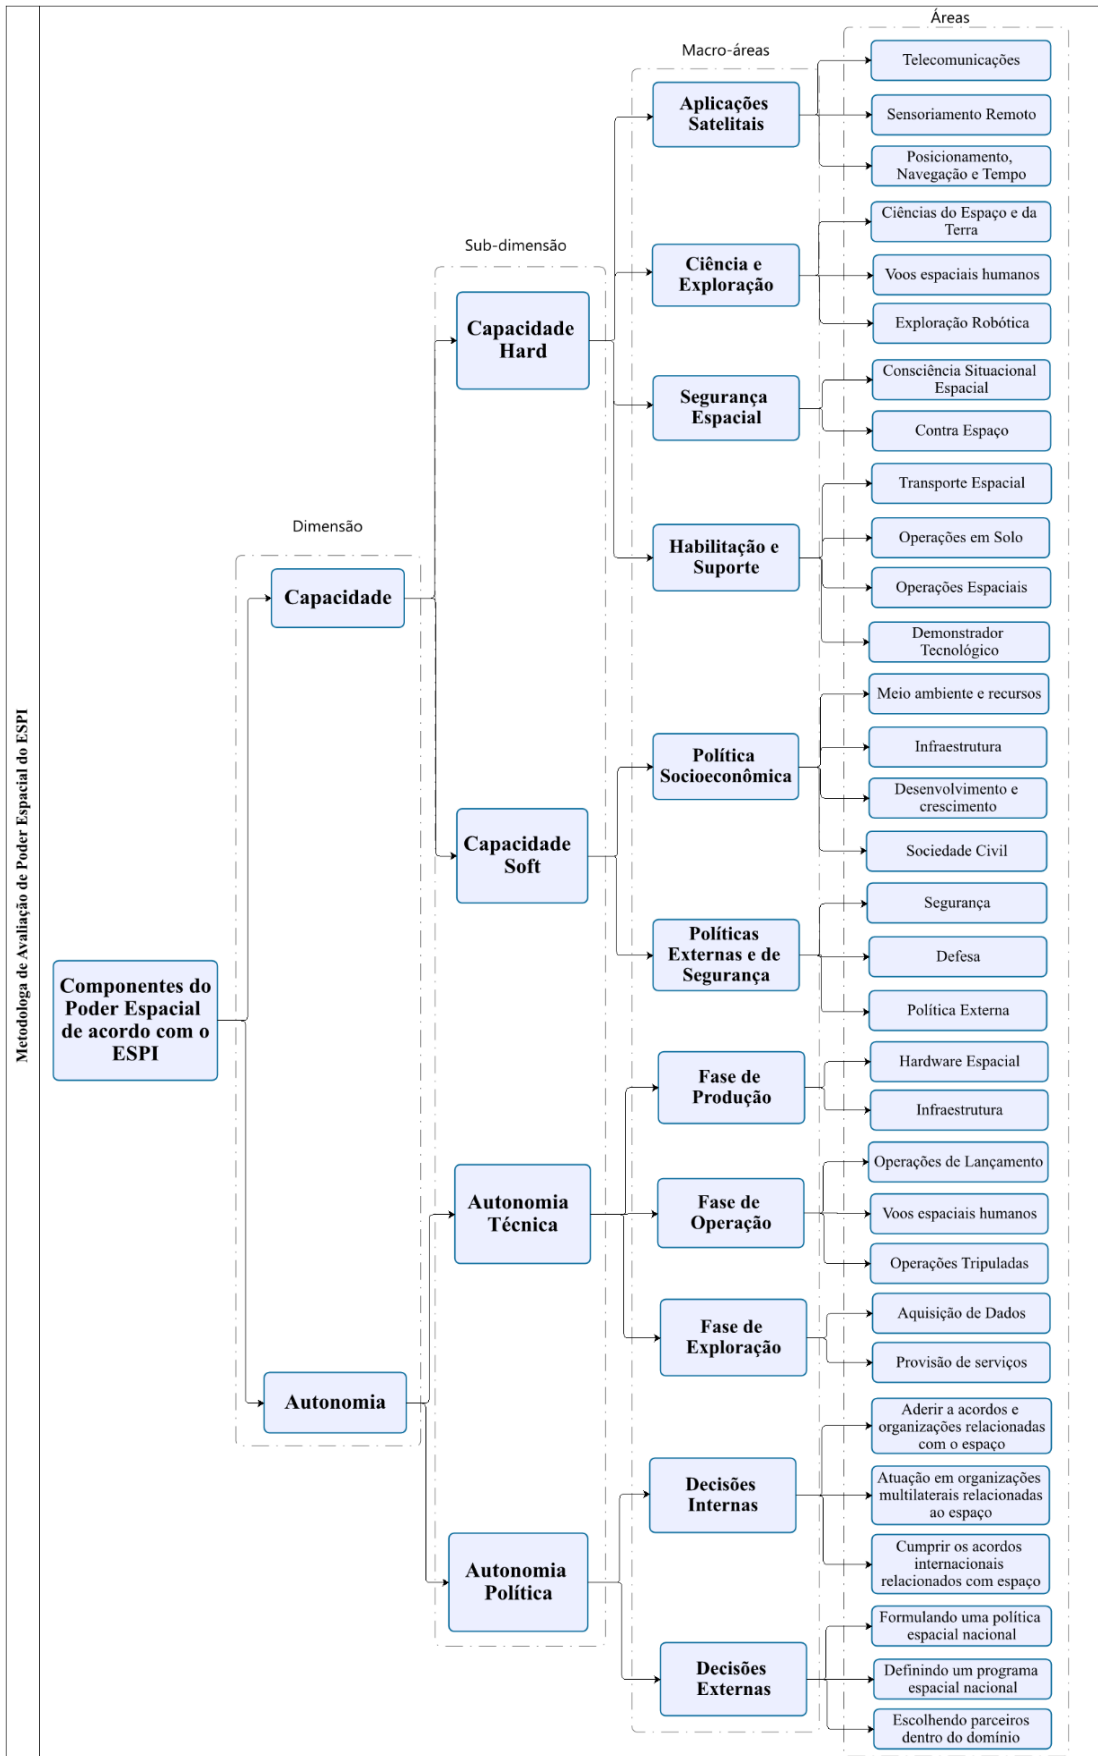 Metodologa de Avaliação de Poder Espacial do ESPI
Componentes do
Poder Espacial
de acordo com o
ESPI
Dimensão
Capacidade
Autonomia
Sub-dimensão
Capacidade
Hard
Capacidade
Soft
Autonomia
Técnica
Autonomia
Política
Macro-áreas
Aplicações
Satelitais
Ciência e
Exploração
Segurança
Espacial
Habilitação e
Suporte
Política
Socioeconômica
Políticas
Externas e de
Segurança
Fase de
Produção
Fase de
Operação
Fase de
Exploração
Decisões
Internas
Decisões
Externas
Áreas
Telecomunicações
Sensoriamento Remoto
Posicionamento,
Navegação e Tempo
Ciências do Espaço e da
Terra
Voos espaciais humanos
Exploração Robótica
Consciência Situacional
Espacial
Contra Espaço
Transporte Espacial
Operações em Solo
Operações Espaciais
Demonstrador
Tecnológico
Meio ambiente e recursos
Infraestrutura
Desenvolvimento e
crescimento
Sociedade Civil
Segurança
Defesa
Política Externa
Hardware Espacial
Infraestrutura
Operações de Lançamento
Voos espaciais humanos
Operações Tripuladas
Aquisição de Dados
Provisão de serviços
Aderir a acordos e
organizações relacionadas
com o espaço
Atuação em organizações
multilaterais relacionadas
ao espaço
Cumprir os acordos
internacionais
relacionados com espaço
Formulando uma política
espacial nacional
Definindo um programa
espacial nacional
Escolhendo parceiros
dentro do domínio